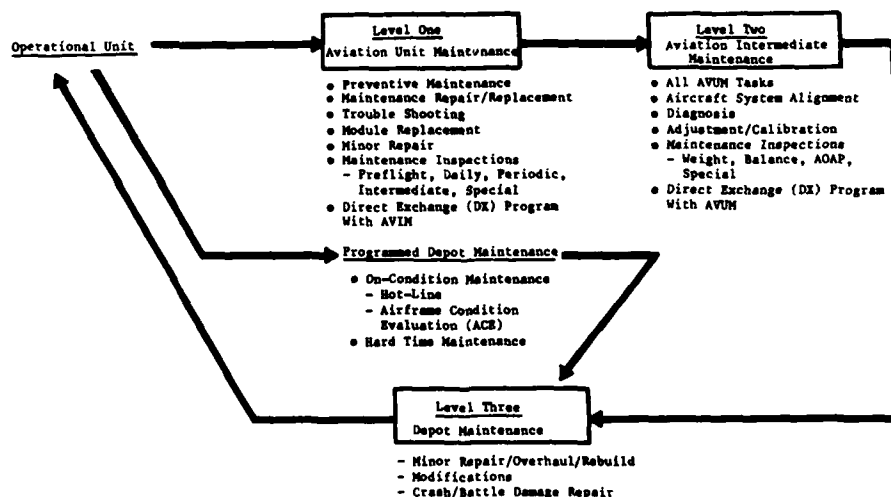 Operational Unit
Level One
Aviation Unit Maintenance
Level Two
Aviation Intermediate
Maintenance
● Preventive Maintenance
● Maintenance Repair/Replacement
● Trouble Shooting
● Module Replacement
● Minor Repair
● Maintenance Inspections
- Preflight, Daily, Periodic,
Intermediate, Special
● Direct Exchange (DX) Program
With AVIM
● All AVUM Tasks
● Aircraft System Alignment
● Diagnosis
● Adjustment/Calibration
● Maintenance Inspections
- Weight, Balance, AOAP,
Special
● Direct Exchange (DX) Program
With AVUM
Programmed Depot Maintenance
● On-Condition Maintenance
- Hot-Line
- Airframe Condition
Evaluation (ACE)
● Hard Time Maintenance
Level Three
Depot Maintenance
- Minor Repair/Overhaul/Rebuild
- Modifications
- Crash/Battle Damage Repair